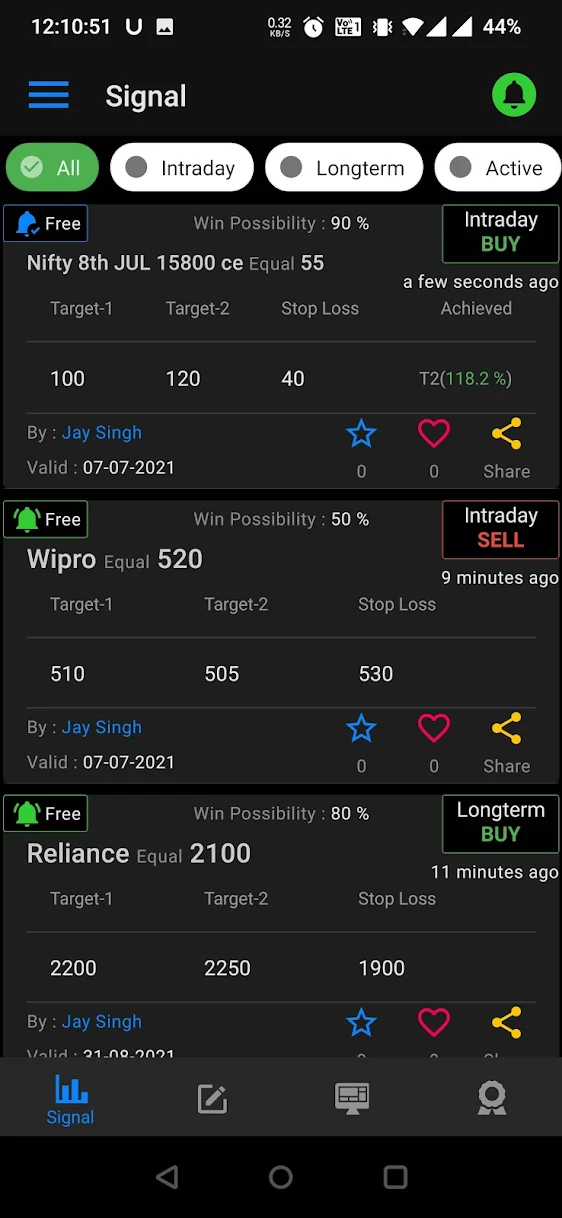 12:10:51 0.32 KB/S Vo)) LTE 1 44%
Signal
All Intraday Longterm Active
Free Win Possibility : 90 % Intraday
BUY
Nifty 8th JUL 15800 ce Equal 55
a few seconds ago
Target-1 Target-2 Stop Loss Achieved
100 120 40 T2(118.2 %)
By : Jay Singh
Valid : 07-07-2021 0 0 Share
Free Win Possibility : 50 % Intraday
SELL
Wipro Equal 520
9 minutes ago
Target-1 Target-2 Stop Loss
510 505 530
By : Jay Singh
Valid : 07-07-2021 0 0 Share
Free Win Possibility : 80 % Longterm
BUY
Reliance Equal 2100
11 minutes ago
Target-1 Target-2 Stop Loss
2200 2250 1900
By : Jay Singh
Valid : 31-08-2021
Signal